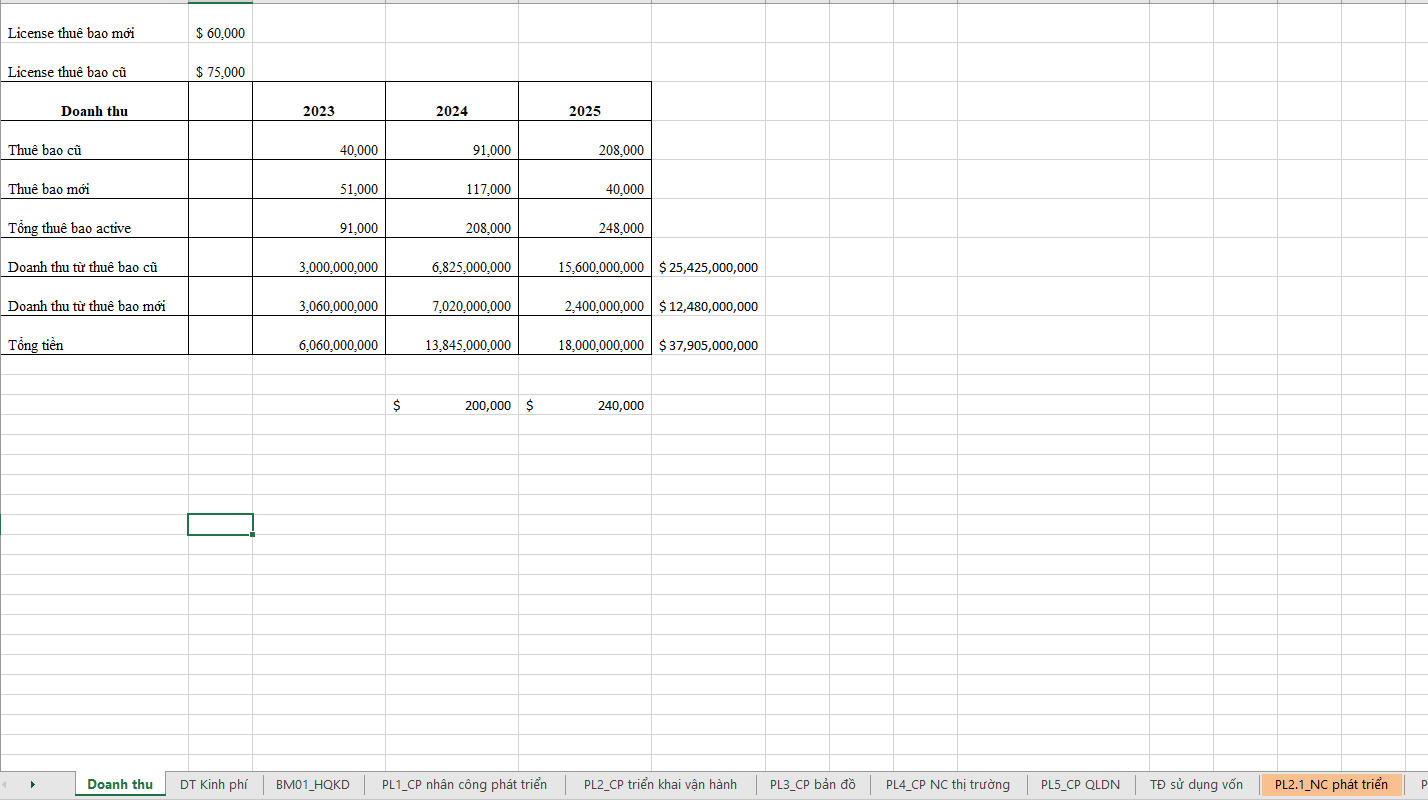 License thuê bao mới $ 60,000
License thuê bao cũ $ 75,000
Doanh thu 2023 2024 2025
Thuê bao cũ 40,000 91,000 208,000
Thuê bao mới 51,000 117,000 40,000
Tổng thuê bao active 91,000 208,000 248,000
Doanh thu từ thuê bao cũ 3,000,000,000 6,825,000,000 15,600,000,000 $ 25,425,000,000
Doanh thu từ thuê bao mới 3,060,000,000 7,020,000,000 2,400,000,000 $ 12,480,000,000
Tổng tiền 6,060,000,000 13,845,000,000 18,000,000,000 $ 37,905,000,000
$ 200,000 $ 240,000
Doanh thu DT Kinh phí BM01_HQKD PL1_CP nhân công phát triển PL2_CP triển khai vận hành PL3_CP bản đồ PL4_CP NC thị trường PL5_CP QLDN TĐ sử dụng vốn PL2.1_NC phát triển P